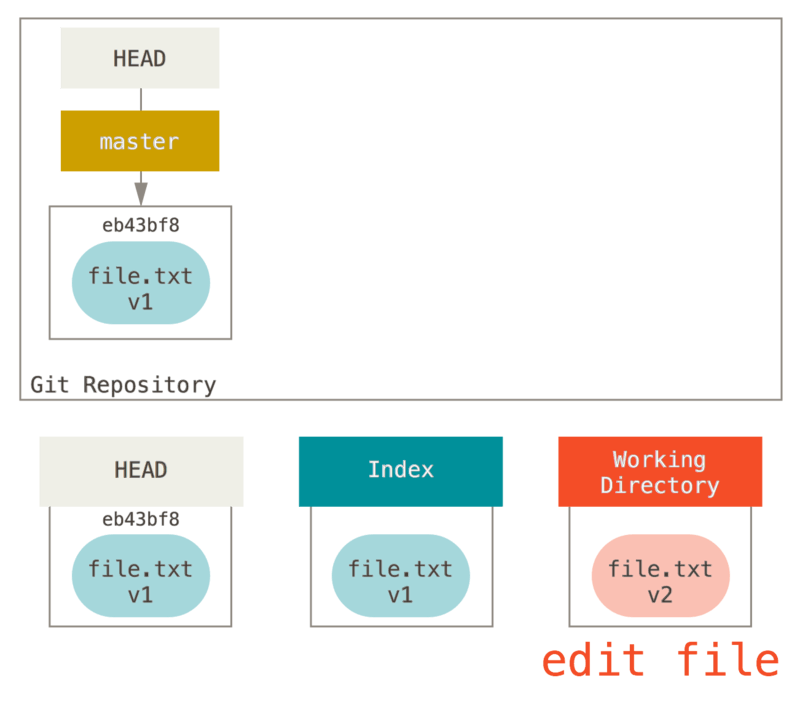 HEAD
master
eb43bf8
file.txt
v1
Git Repository
HEAD
Index
Working
Directory
eb43bf8
file.txt
v1
file.txt
v1
file.txt
v2
edit file